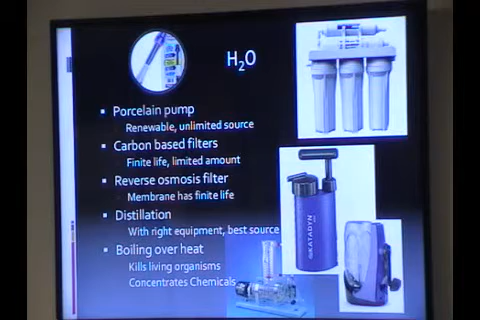 H2O
Porcelain pump
Renewable, unlimited source
Carbon based filters
Finite life, limited amount
Reverse osmosis filter
Membrane has finite life
Distillation
With right equipment, best source
Boiling over heat
Kills living organisms
Concentrates Chemicals
KATADYN